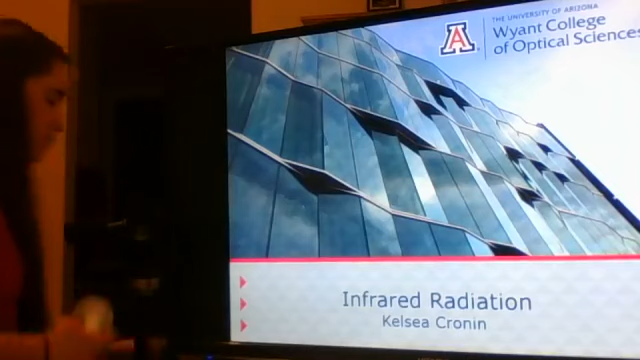 THE UNIVERSITY OF ARIZONA
Wyant College
of Optical Sciences
A
Infrared Radiation
Kelsea Cronin